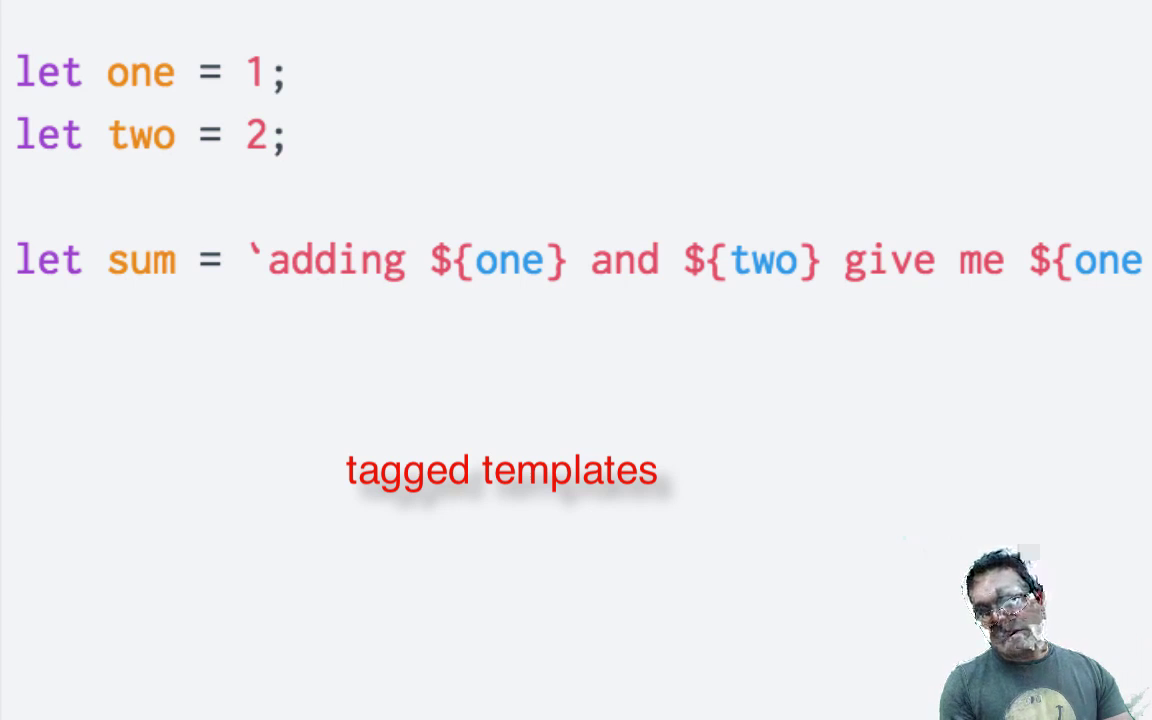 let one = 1;
let two = 2;
let sum = `adding ${one} and ${two} give me ${one
tagged templates